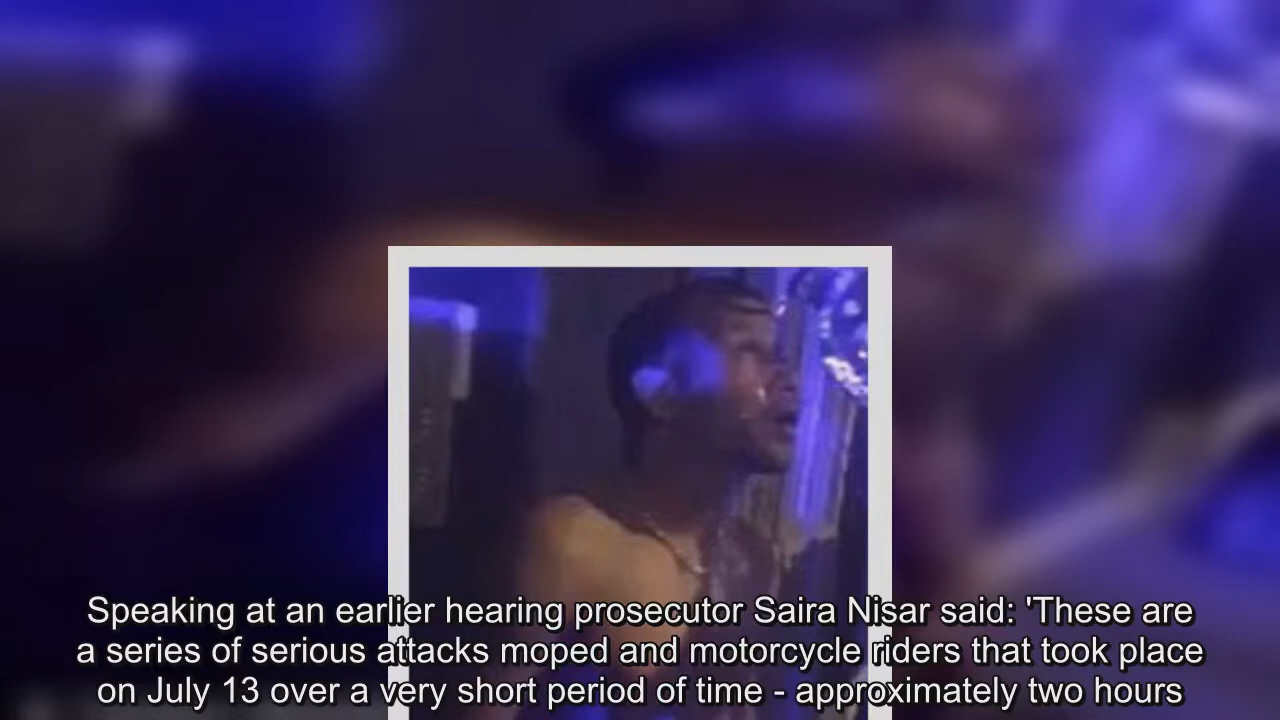 Speaking at an earlier hearing prosecutor Saira Nisar said: 'These are
a series of serious attacks moped and motorcycle riders that took place
on July 13 over a very short period of time - approximately two hours